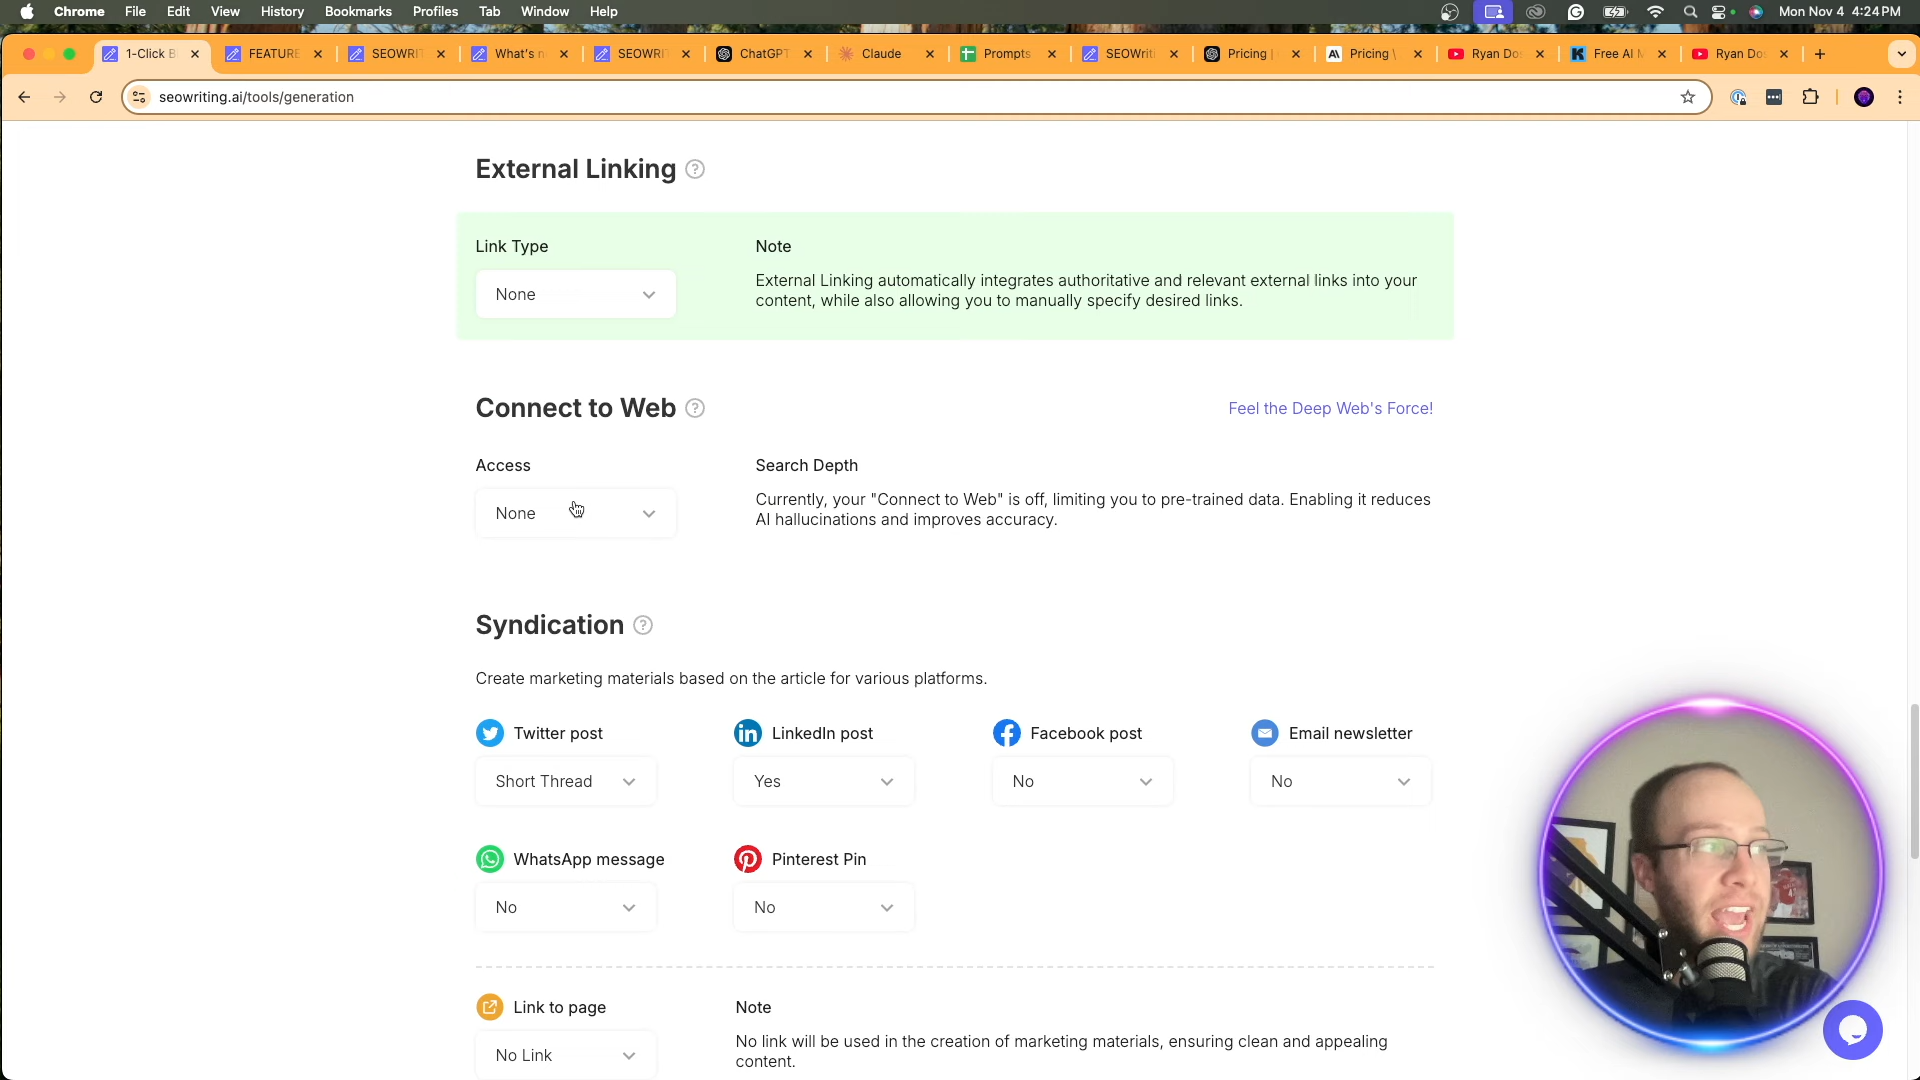 Chrome File Edit View History Bookmarks Profiles Tab Window Help Mon Nov 4 4:24 PM
1-Click B FEATURE SEOWRIT What's n SEOWRIT ChatGPT Claude Prompts SEOWriti Pricing | Pricing \ Ryan Dos Free AI M Ryan Dos
seowriting.ai/tools/generation
External Linking ?
Link Type Note
None
External Linking automatically integrates authoritative and relevant external links into your
content, while also allowing you to manually specify desired links.
Connect to Web ? Feel the Deep Web's Force!
Access Search Depth
None
Currently, your "Connect to Web" is off, limiting you to pre-trained data. Enabling it reduces
AI hallucinations and improves accuracy.
Syndication ?
Create marketing materials based on the article for various platforms.
Twitter post LinkedIn post Facebook post Email newsletter
Short Thread Yes No No
WhatsApp message Pinterest Pin
No No
Link to page Note
No Link
No link will be used in the creation of marketing materials, ensuring clean and appealing
content.